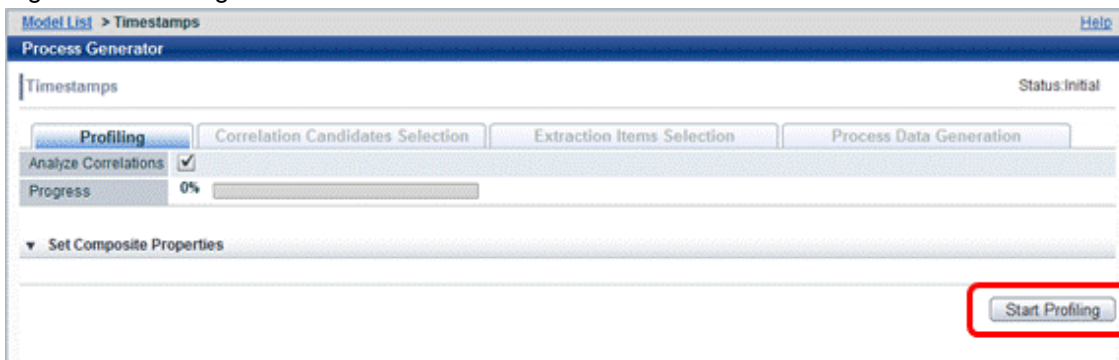 Model List > Timestamps Help
Process Generator
Timestamps Status:Initial
Profiling Correlation Candidates Selection Extraction Items Selection Process Data Generation
Analyze Correlations
Progress 0%
Set Composite Properties
Start Profiling